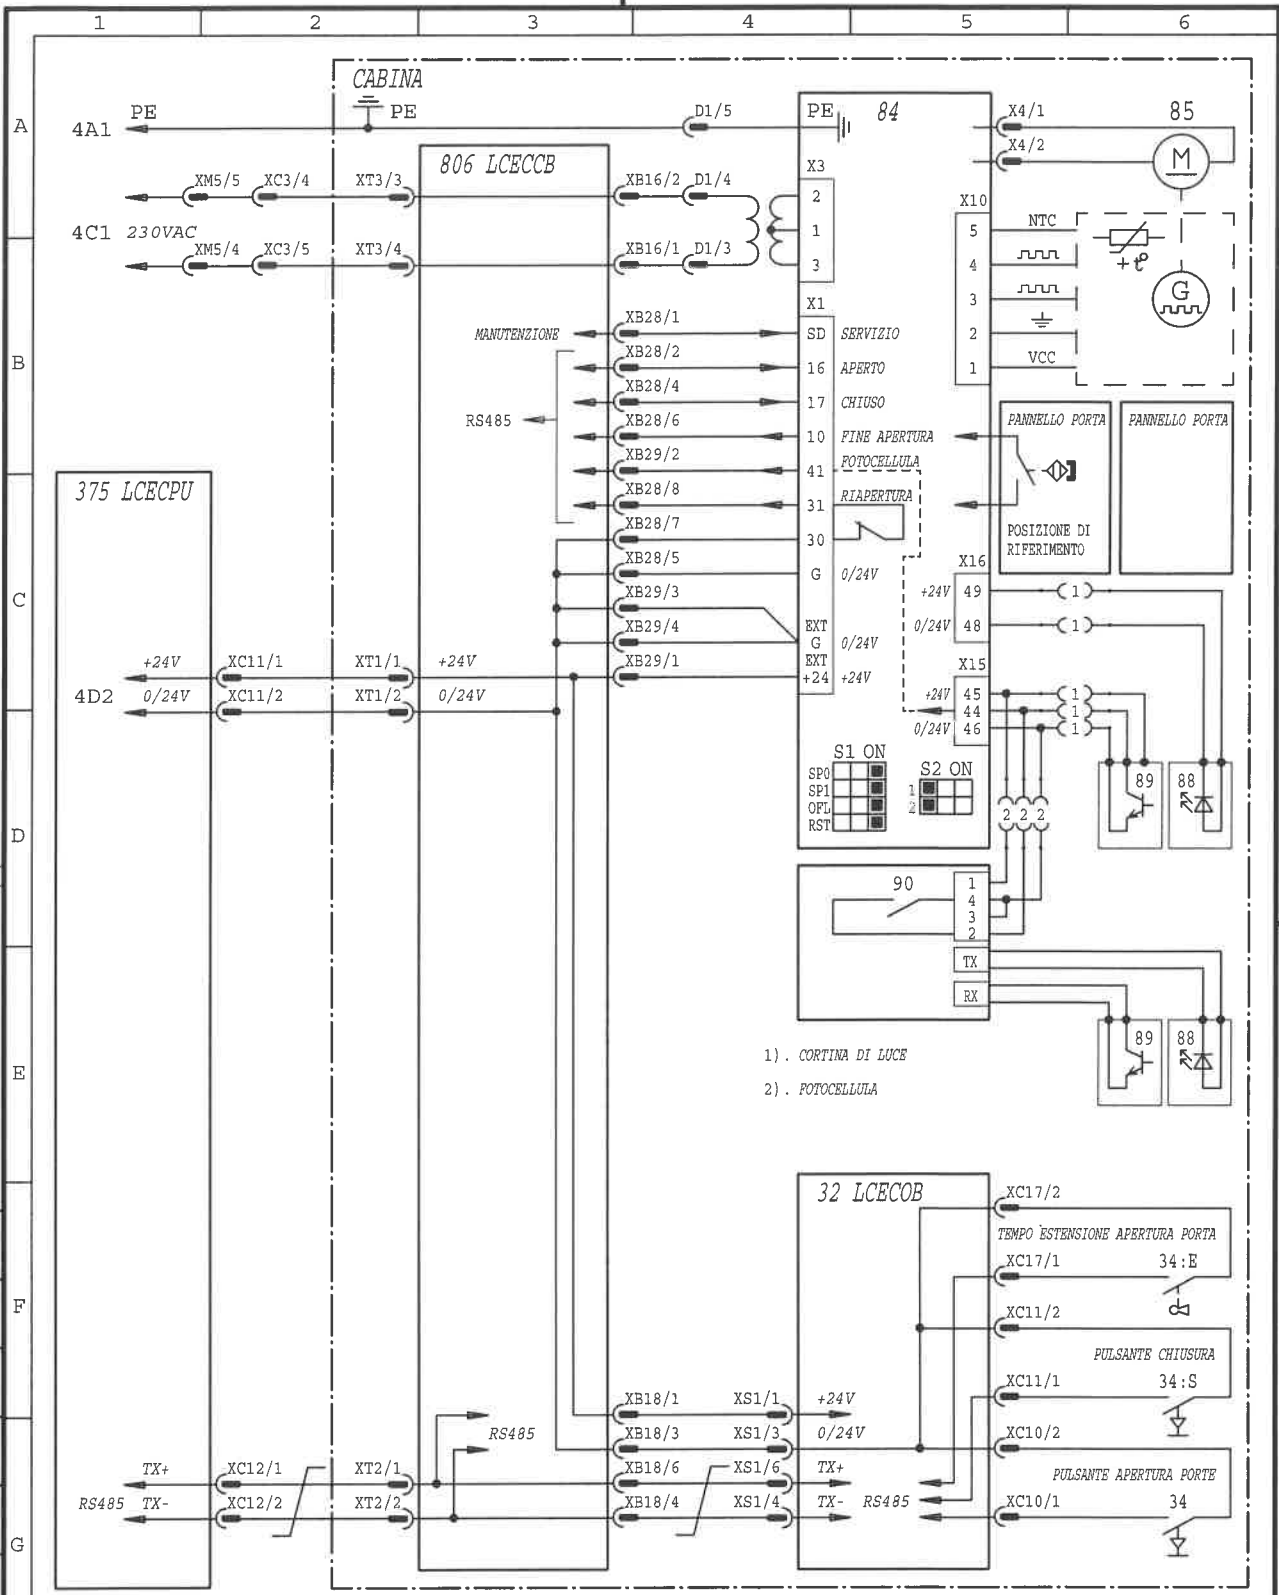 1 2 3 4 5 6
A
B
C
D
E
F
G
CABINA
4A1 PE
PE
D1/5
PE
84
X4/1
85
X4/2
M
806 LCECCB
XM5/5 XC3/4 XT3/3
XB16/2 D1/4
X3
2
1
3
4C1 230VAC
XM5/4 XC3/5 XT3/4
XB16/1 D1/3
X10
5 NTC
4
3
2
1 VCC
+t°
G
X1
MANUTENZIONE XB28/1 SD SERVIZIO
XB28/2 16 APERTO
XB28/4 17 CHIUSO
RS485
XB28/6 10 FINE APERTURA
XB29/2 41 FOTOCELLULA
XB28/8 31 RIAPERTURA
XB28/7 30
XB28/5 G 0/24V
XB29/3
XB29/4 EXT G 0/24V
XB29/1 EXT +24 +24V
PANNELLO PORTA
PANNELLO PORTA
POSIZIONE DI
RIFERIMENTO
375 LCECPU
X16
+24V 49 1
0/24V 48 1
X15
+24V 45 1
44 1
0/24V 46 1
+24V XC11/1 XT1/1 +24V
4D2 0/24V XC11/2 XT1/2 0/24V
S1 ON
SP0
SP1
OFL
RST
S2 ON
1
2
2 2 2
89
88
90
1
4
3
2
TX
RX
89
88
1). CORTINA DI LUCE
2). FOTOCELLULA
32 LCECOB
XC17/2
TEMPO ESTENSIONE APERTURA PORTA
XC17/1 34:E
XC11/2
PULSANTE CHIUSURA
XC11/1 34:S
XC10/2
PULSANTE APERTURA PORTE
XC10/1 34
XB18/1 XS1/1 +24V
RS485
XB18/3 XS1/3 0/24V
TX+ XC12/1 XT2/1
XB18/6 XS1/6 TX+
RS485 TX- XC12/2 XT2/2
XB18/4 XS1/4 TX- RS485